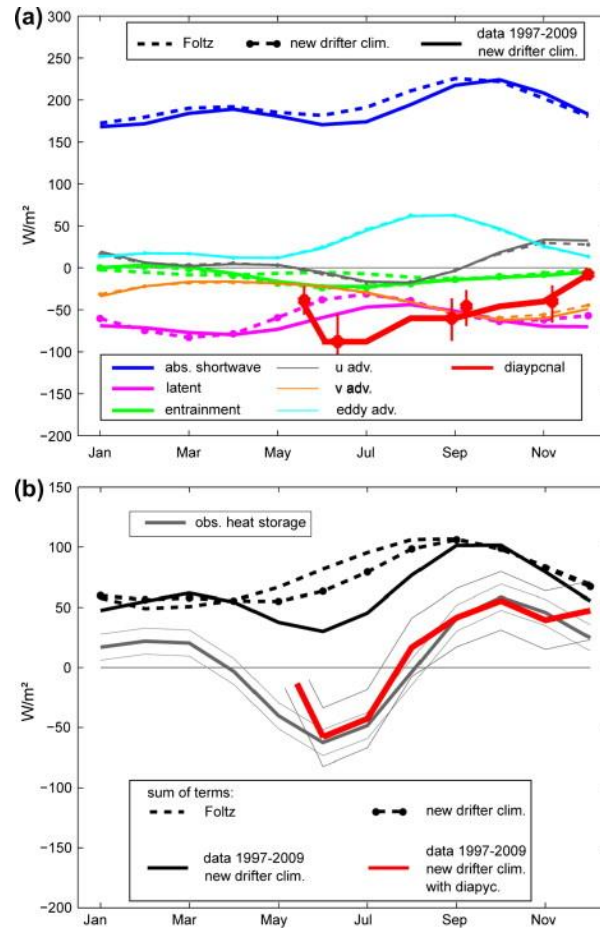 (a)
300
Foltz new drifter clim. data 1997-2009
new drifter clim.
250
200
150
100
W/m²
50
0
−50
−100
abs. shortwave u adv. diaypcnal
latent v adv.
−150
entrainment eddy adv.
−200
Jan Mar May Jul Sep Nov
(b)
150
obs. heat storage
100
50
W/m²
0
−50
−100
sum of terms:
Foltz new drifter clim.
−150
data 1997-2009 data 1997-2009
new drifter clim. new drifter clim.
with diapyc.
−200
Jan Mar May Jul Sep Nov